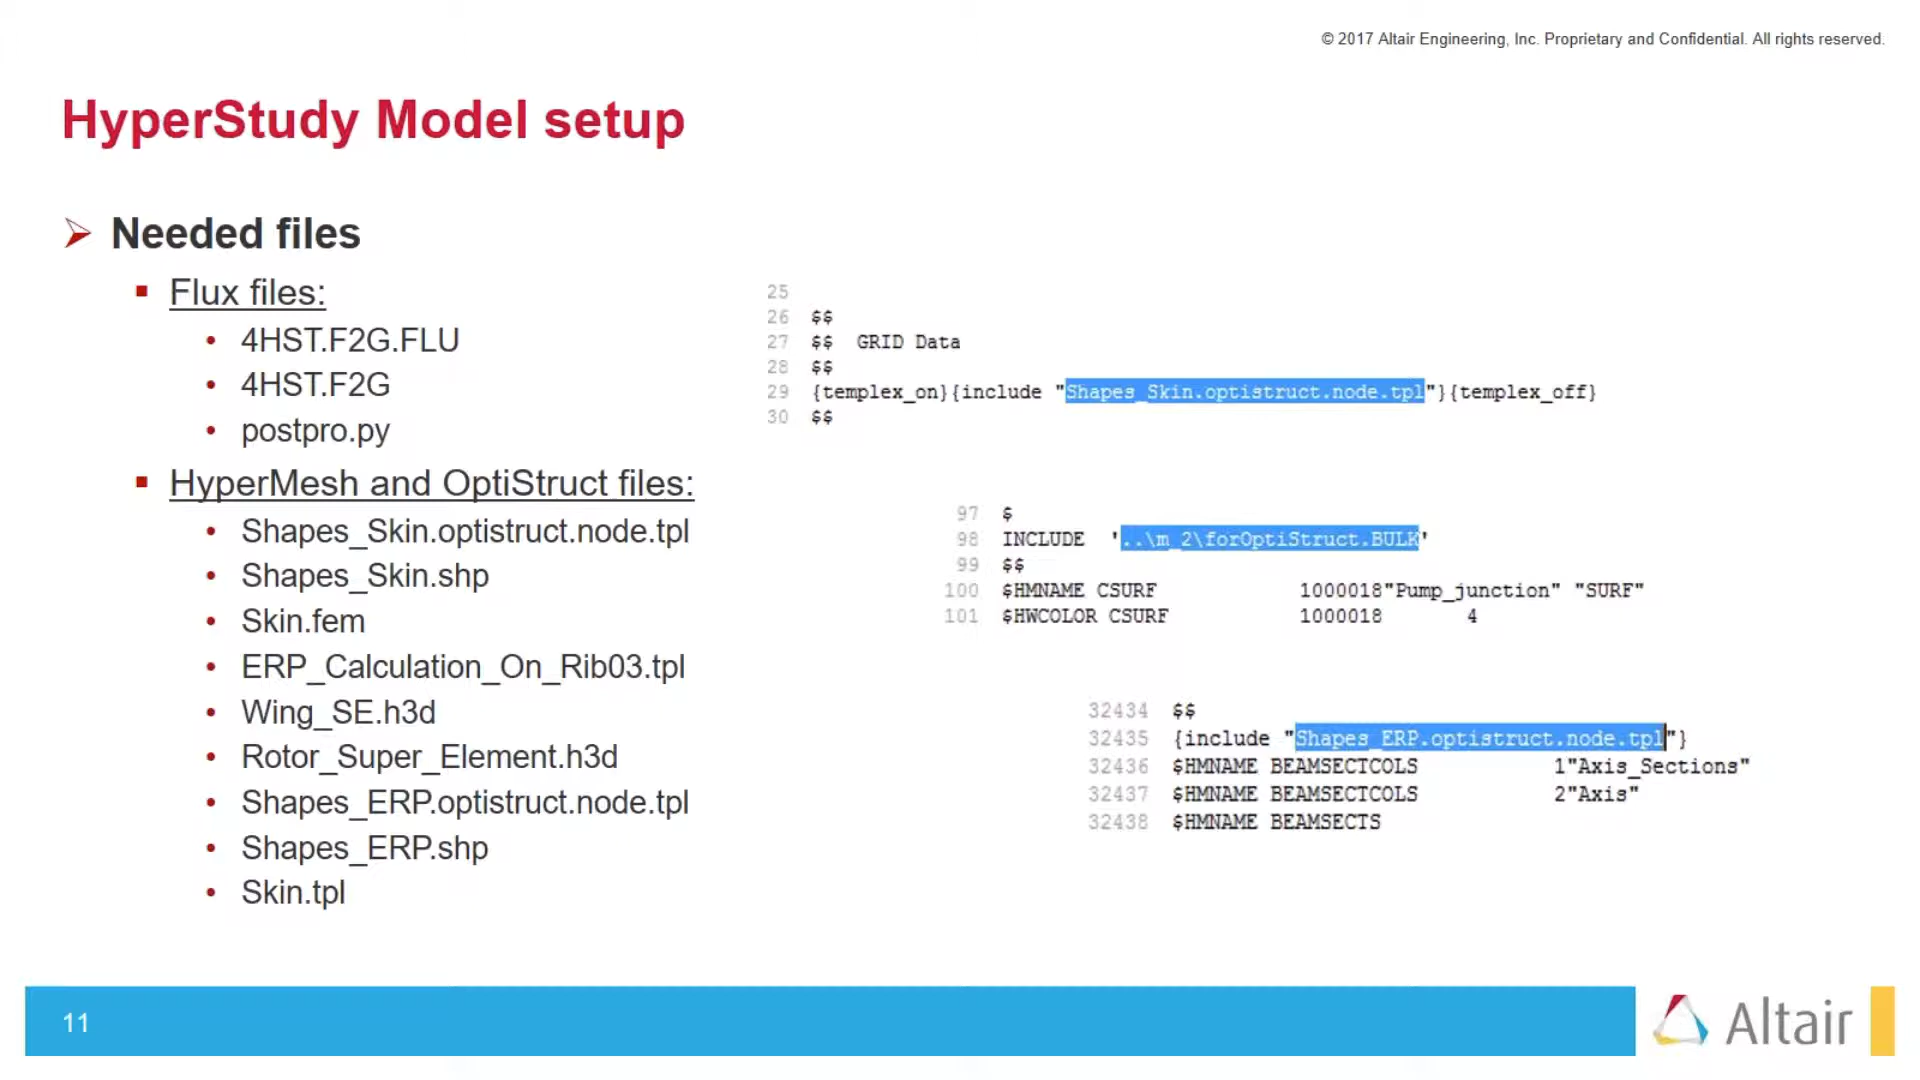 © 2017 Altair Engineering, Inc. Proprietary and Confidential. All rights reserved.
HyperStudy Model setup
Needed files
Flux files:
4HST.F2G.FLU
4HST.F2G
postpro.py
HyperMesh and OptiStruct files:
Shapes_Skin.optistruct.node.tpl
Shapes_Skin.shp
Skin.fem
ERP_Calculation_On_Rib03.tpl
Wing_SE.h3d
Rotor_Super_Element.h3d
Shapes_ERP.optistruct.node.tpl
Shapes_ERP.shp
Skin.tpl
25
26 $$
27 $$ GRID Data
28 $$
29 {templex_on}{include "Shapes_Skin.optistruct.node.tpl"}{templex_off}
30 $$
97 $
98 INCLUDE '..\m_2\forOptiStruct.BULK'
99 $$
100 $HMNAME CSURF 1000018"Pump_junction" "SURF"
101 $HWCOLOR CSURF 1000018 4
32434 $$
32435 {include "Shapes_ERP.optistruct.node.tpl"}
32436 $HMNAME BEAMSECTCOLS 1"Axis_Sections"
32437 $HMNAME BEAMSECTCOLS 2"Axis"
32438 $HMNAME BEAMSECTS
11
Altair